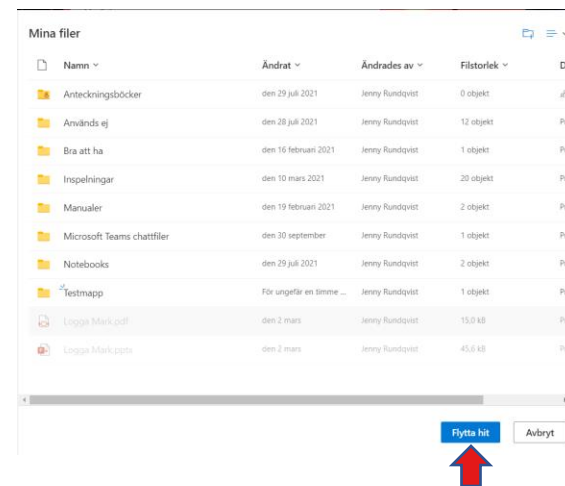 Mina filer
Namn Ändrat Ändrades av Filstorlek D
Anteckningsböcker den 29 juli 2021 Jenny Rundqvist 0 objekt
Används ej den 28 juli 2021 Jenny Rundqvist 12 objekt
Bra att ha den 16 februari 2021 Jenny Rundqvist 1 objekt
Inspelningar den 10 mars 2021 Jenny Rundqvist 20 objekt
Manualer den 19 februari 2021 Jenny Rundqvist 2 objekt
Microsoft Teams chattfiler den 30 september Jenny Rundqvist 1 objekt
Notebooks den 29 juli 2021 Jenny Rundqvist 2 objekt
Testmapp För ungefär en timme ... Jenny Rundqvist 1 objekt
Logga Mark.pdf den 2 mars Jenny Rundqvist 15,0 kB
Logga Mark.pptx den 2 mars Jenny Rundqvist 45,6 kB
Flytta hit Avbryt